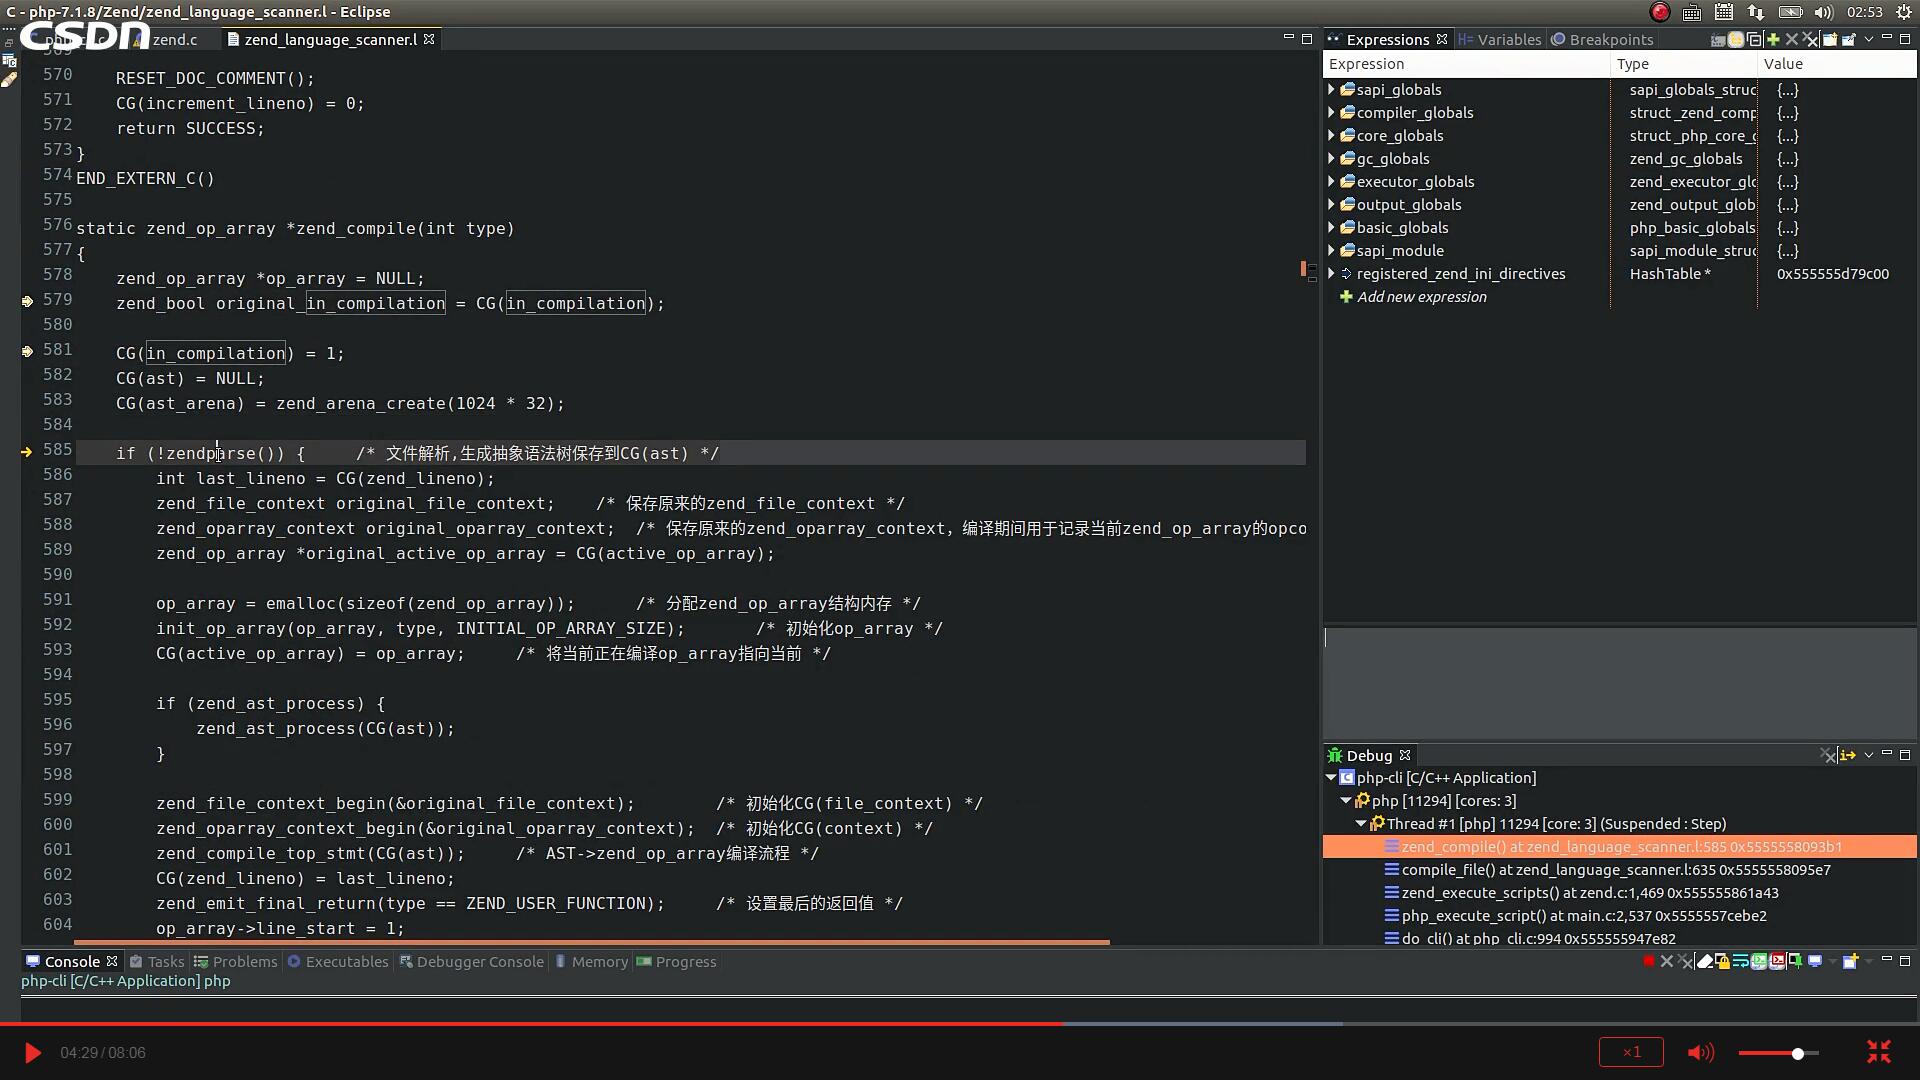 C - php-7.1.8/Zend/zend_language_scanner.l - Eclipse
02:53
CSDN
zend.c
zend_language_scanner.l
570 RESET_DOC_COMMENT();
571 CG(increment_lineno) = 0;
572 return SUCCESS;
573 }
574 END_EXTERN_C()
575
576 static zend_op_array *zend_compile(int type)
577 {
578 zend_op_array *op_array = NULL;
579 zend_bool original_in_compilation = CG(in_compilation);
580
581 CG(in_compilation) = 1;
582 CG(ast) = NULL;
583 CG(ast_arena) = zend_arena_create(1024 * 32);
584
585 if (!zendparse()) { /* 文件解析,生成抽象语法树保存到CG(ast) */
586 int last_lineno = CG(zend_lineno);
587 zend_file_context original_file_context; /* 保存原来的zend_file_context */
588 zend_oparray_context original_oparray_context; /* 保存原来的zend_oparray_context，编译期间用于记录当前zend_op_array的opco
589 zend_op_array *original_active_op_array = CG(active_op_array);
590
591 op_array = emalloc(sizeof(zend_op_array)); /* 分配zend_op_array结构内存 */
592 init_op_array(op_array, type, INITIAL_OP_ARRAY_SIZE); /* 初始化op_array */
593 CG(active_op_array) = op_array; /* 将当前正在编译op_array指向当前 */
594
595 if (zend_ast_process) {
596 zend_ast_process(CG(ast));
597 }
598
599 zend_file_context_begin(&original_file_context); /* 初始化CG(file_context) */
600 zend_oparray_context_begin(&original_oparray_context); /* 初始化CG(context) */
601 zend_compile_top_stmt(CG(ast)); /* AST->zend_op_array编译流程 */
602 CG(zend_lineno) = last_lineno;
603 zend_emit_final_return(type == ZEND_USER_FUNCTION); /* 设置最后的返回值 */
604 op_array->line_start = 1;
Expressions Variables Breakpoints
Expression Type Value
sapi_globals sapi_globals_struc {...}
compiler_globals struct _zend_comp {...}
core_globals struct _php_core_g {...}
gc_globals zend_gc_globals {...}
executor_globals zend_executor_glo {...}
output_globals zend_output_glob {...}
basic_globals php_basic_globals {...}
sapi_module sapi_module_struc {...}
registered_zend_ini_directives HashTable * 0x555555d79c00
Add new expression
Debug
php-cli [C/C++ Application]
php [11294] [cores: 3]
Thread #1 [php] 11294 [core: 3] (Suspended : Step)
zend_compile() at zend_language_scanner.l:585 0x5555558093b1
compile_file() at zend_language_scanner.l:635 0x5555558095e7
zend_execute_scripts() at zend.c:1,469 0x555555861a43
php_execute_script() at main.c:2,537 0x5555557cebe2
do_cli() at php_cli.c:994 0x555555947e82
Console Tasks Problems Executables Debugger Console Memory Progress
php-cli [C/C++ Application] php
04:29 / 08:06
×1